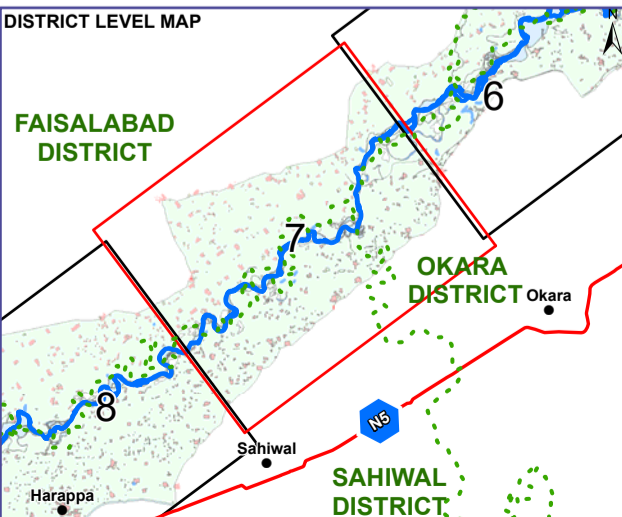 DISTRICT LEVEL MAP
N
6
FAISALABAD
DISTRICT
7
OKARA
DISTRICT
Okara
8
N5
Sahiwal
SAHIWAL
DISTRICT
Harappa